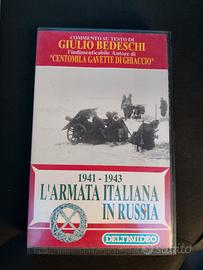 COMMENTO SU TESTO DI
GIULIO BEDESCHI
l'indimenticabile Autore di
"CENTOMILA GAVETTE DI GHIACCIO"
1941 - 1943
L'ARMATA ITALIANA
IN RUSSIA
DELTAVIDEO
subito